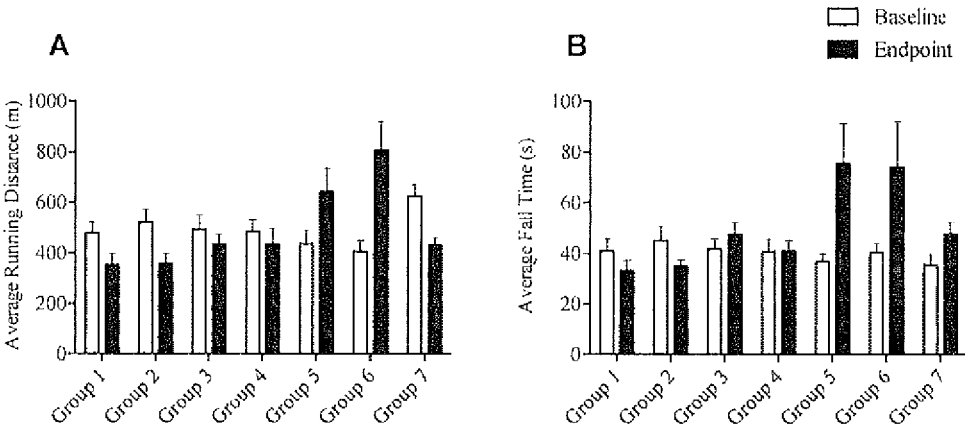 Baseline
Endpoint
A
B
Average Running Distance (m)
1000
800
600
400
200
0
Group 1
Group 2
Group 3
Group 4
Group 5
Group 6
Group 7
Average Fall Time (s)
100
80
60
40
20
0
Group 1
Group 2
Group 3
Group 4
Group 5
Group 6
Group 7